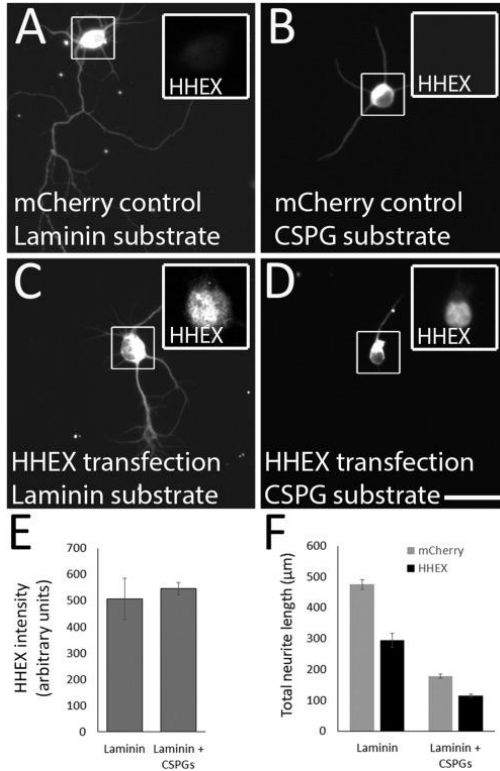 A
HHEX
mCherry control
Laminin substrate
B
HHEX
mCherry control
CSPG substrate
C
HHEX
HHEX transfection
Laminin substrate
D
HHEX
HHEX transfection
CSPG substrate
E
HHEX intensity
(arbitrary units)
700
600
500
400
300
200
100
0
Laminin
Laminin +
CSPGs
F
Total neurite length (µm)
600
500
400
300
200
100
0
mCherry
HHEX
Laminin
Laminin +
CSPGs